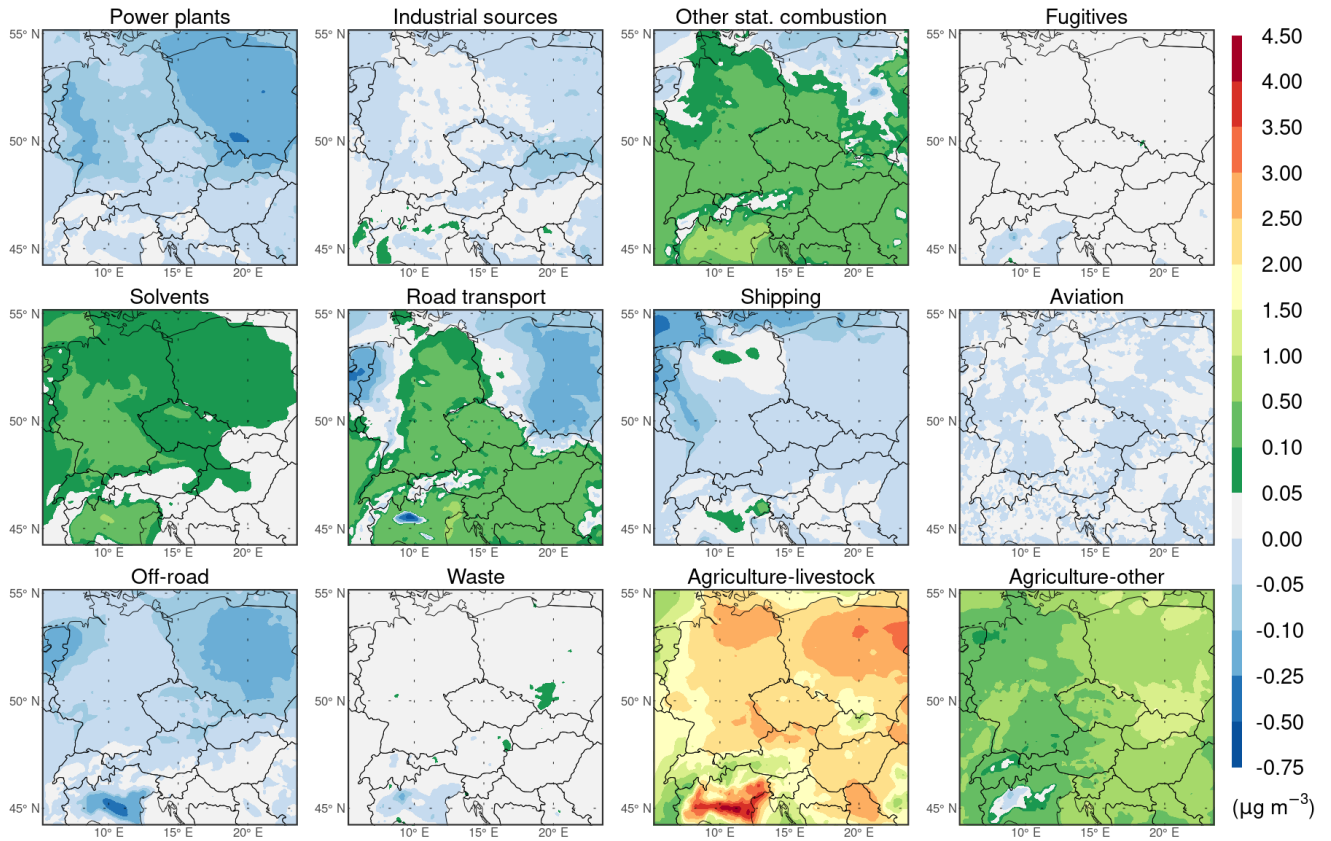 Power plants Industrial sources Other stat. combustion Fugitives
55° N 55° N 55° N 55° N
50° N 50° N 50° N 50° N
45° N 45° N 45° N 45° N
10° E 15° E 20° E 10° E 15° E 20° E 10° E 15° E 20° E 10° E 15° E 20° E
Solvents Road transport Shipping Aviation
55° N 55° N 55° N 55° N
50° N 50° N 50° N 50° N
45° N 45° N 45° N 45° N
10° E 15° E 20° E 10° E 15° E 20° E 10° E 15° E 20° E 10° E 15° E 20° E
Off-road Waste Agriculture-livestock Agriculture-other
55° N 55° N 55° N 55° N
50° N 50° N 50° N 50° N
45° N 45° N 45° N 45° N
10° E 15° E 20° E 10° E 15° E 20° E 10° E 15° E 20° E 10° E 15° E 20° E
4.50
4.00
3.50
3.00
2.50
2.00
1.50
1.00
0.50
0.10
0.05
0.00
-0.05
-0.10
-0.25
-0.50
-0.75
(μg m⁻³)